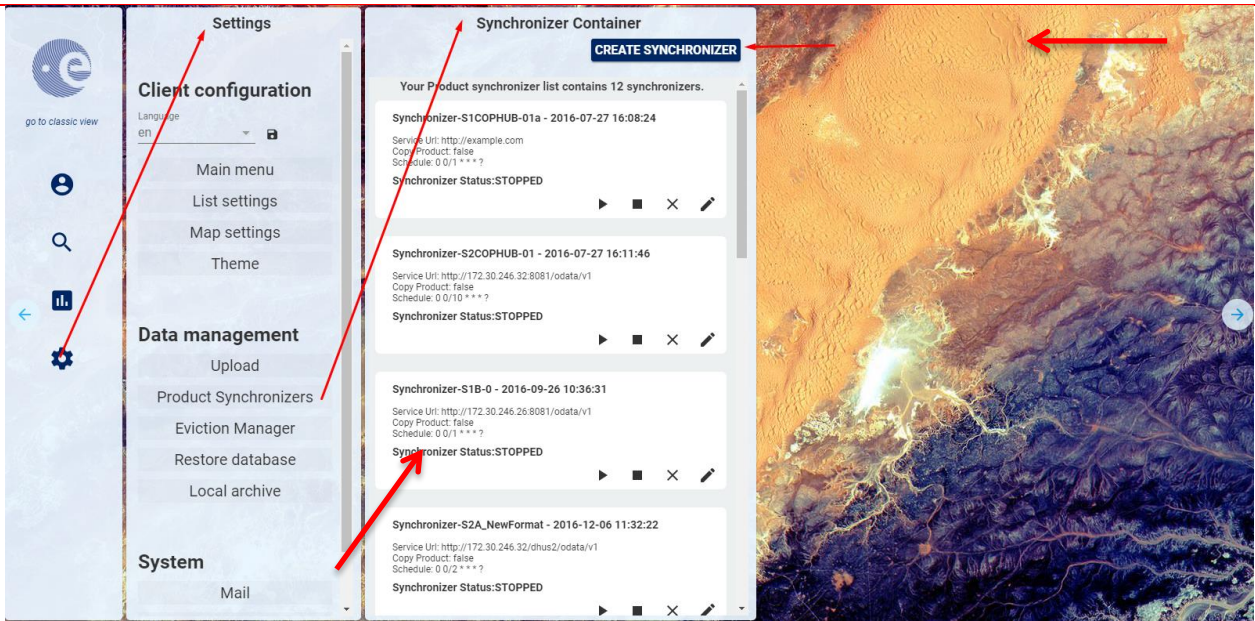 go to classic view
Settings
Client configuration
Language
en
Main menu
List settings
Map settings
Theme
Data management
Upload
Product Synchronizers
Eviction Manager
Restore database
Local archive
System
Mail
Synchronizer Container
CREATE SYNCHRONIZER
Your Product synchronizer list contains 12 synchronizers.
Synchronizer-S1COPHUB-01a - 2016-07-27 16:08:24
Service Url: http://example.com
Copy Product: false
Schedule: 0 0/1 * * * ?
Synchronizer Status:STOPPED
Synchronizer-S2COPHUB-01 - 2016-07-27 16:11:46
Service Url: http://172.30.246.32:8081/odata/v1
Copy Product: false
Schedule: 0 0/10 * * * ?
Synchronizer Status:STOPPED
Synchronizer-S1B-0 - 2016-09-26 10:36:31
Service Url: http://172.30.246.26:8081/odata/v1
Copy Product: false
Schedule: 0 0/1 * * * ?
Synchronizer Status:STOPPED
Synchronizer-S2A_NewFormat - 2016-12-06 11:32:22
Service Url: http://172.30.246.32/dhus2/odata/v1
Copy Product: false
Schedule: 0 0/2 * * * ?
Synchronizer Status:STOPPED